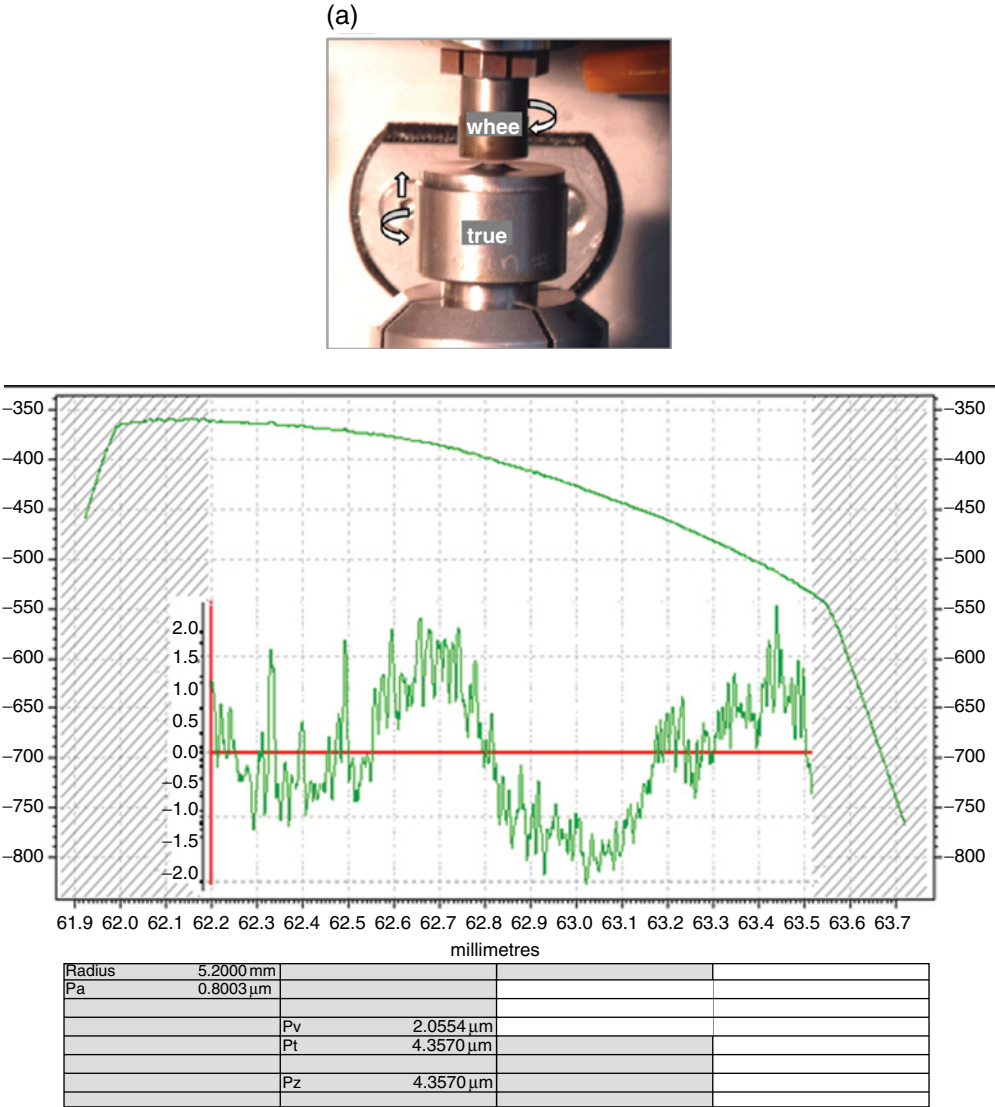 (a)
whee
true
−350 −350
−400 −400
−450 −450
−500 −500
−550 −550
−600 −600
−650 −650
−700 −700
−750 −750
−800 −800
2.0
1.5
1.0
0.5
0.0
−0.5
−1.0
−1.5
−2.0
61.9 62.0 62.1 62.2 62.3 62.4 62.5 62.6 62.7 62.8 62.9 63.0 63.1 63.2 63.3 63.4 63.5 63.6 63.7
millimetres
Radius 5.2000 mm
Pa 0.8003 µm
Pv 2.0554 µm
Pt 4.3570 µm
Pz 4.3570 µm